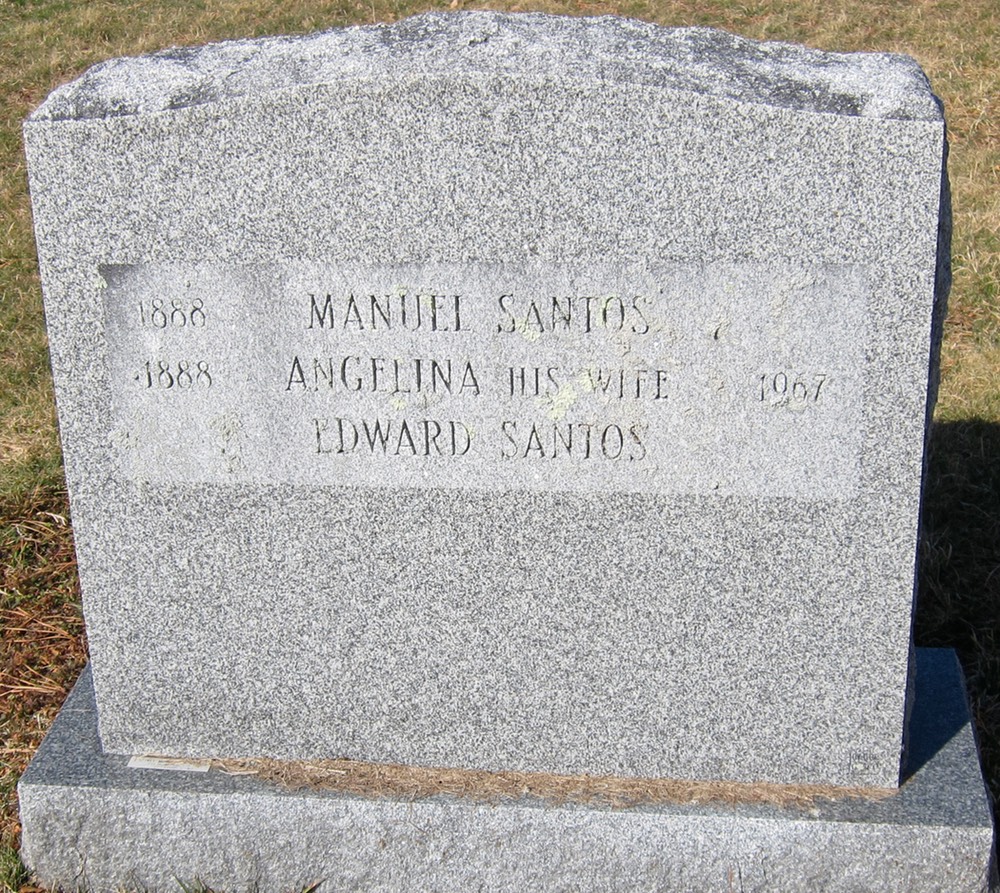 1888 MANUEL SANTOS
1888 ANGELINA HIS WIFE 1967
EDWARD SANTOS